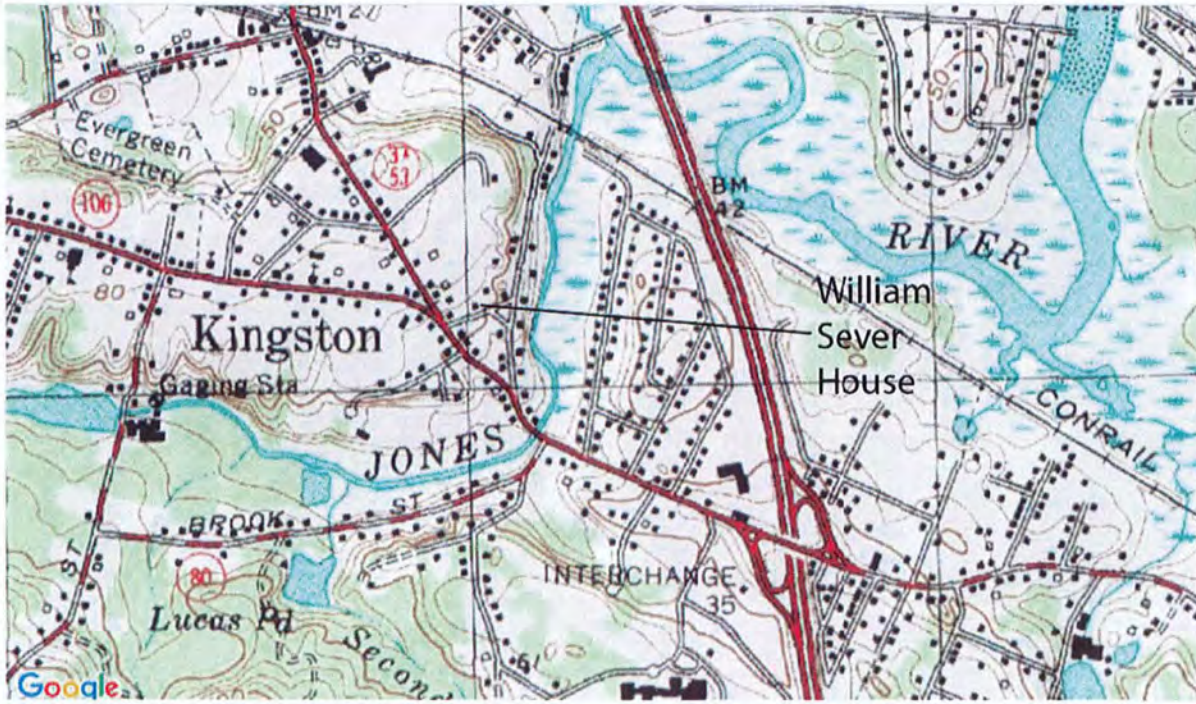 BM 27
Evergreen
Cemetery
50
3A
53
106
50
BM
42
RIVER
80
Kingston
William
Sever
House
Gaging Sta
JONES
CONRAIL
BROOK ST
ST
80
INTERCHANGE
35
Lucas Pd
Second
61
Google